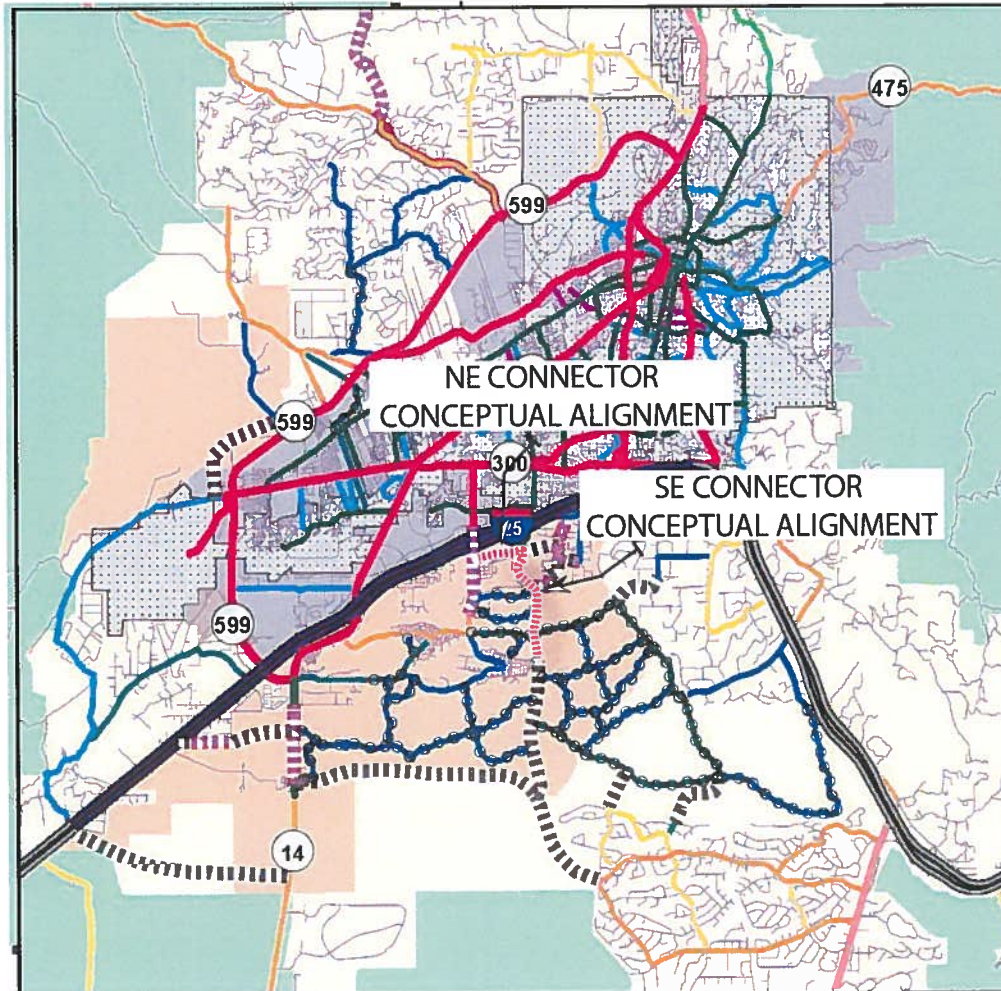 475
599
NE CONNECTOR
CONCEPTUAL ALIGNMENT
599
300
SE CONNECTOR
CONCEPTUAL ALIGNMENT
25
599
14